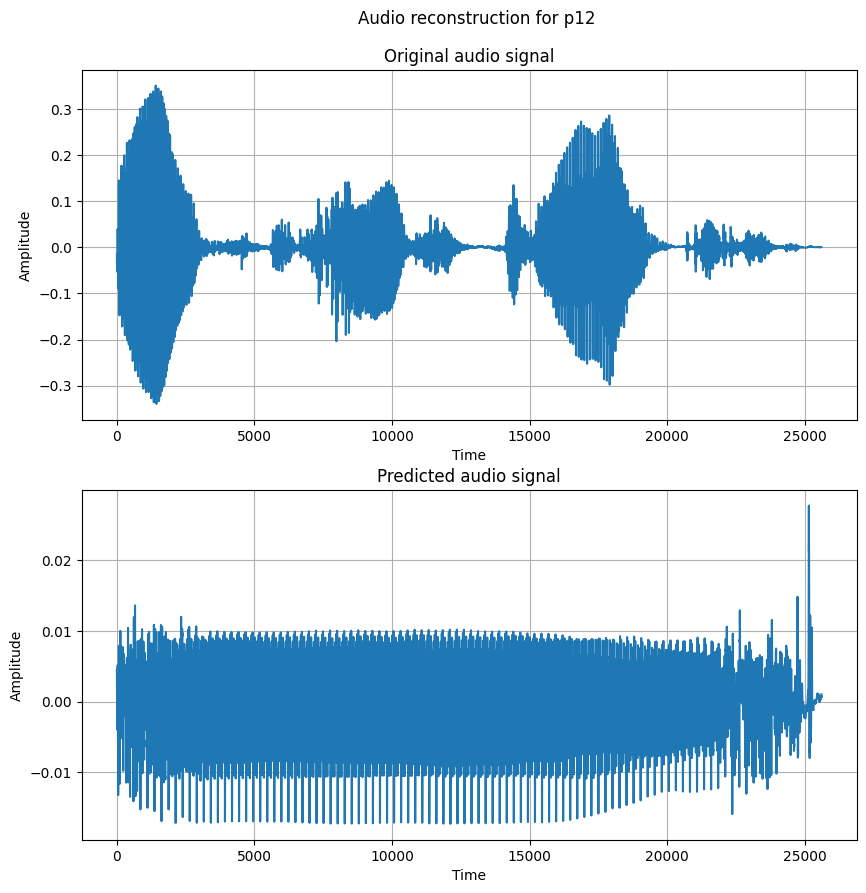 Audio reconstruction for p12
Original audio signal
0.3
0.2
0.1
0.0
−0.1
−0.2
−0.3
Amplitude
0 5000 10000 15000 20000 25000
Time
Predicted audio signal
0.02
0.01
0.00
−0.01
Amplitude
0 5000 10000 15000 20000 25000
Time